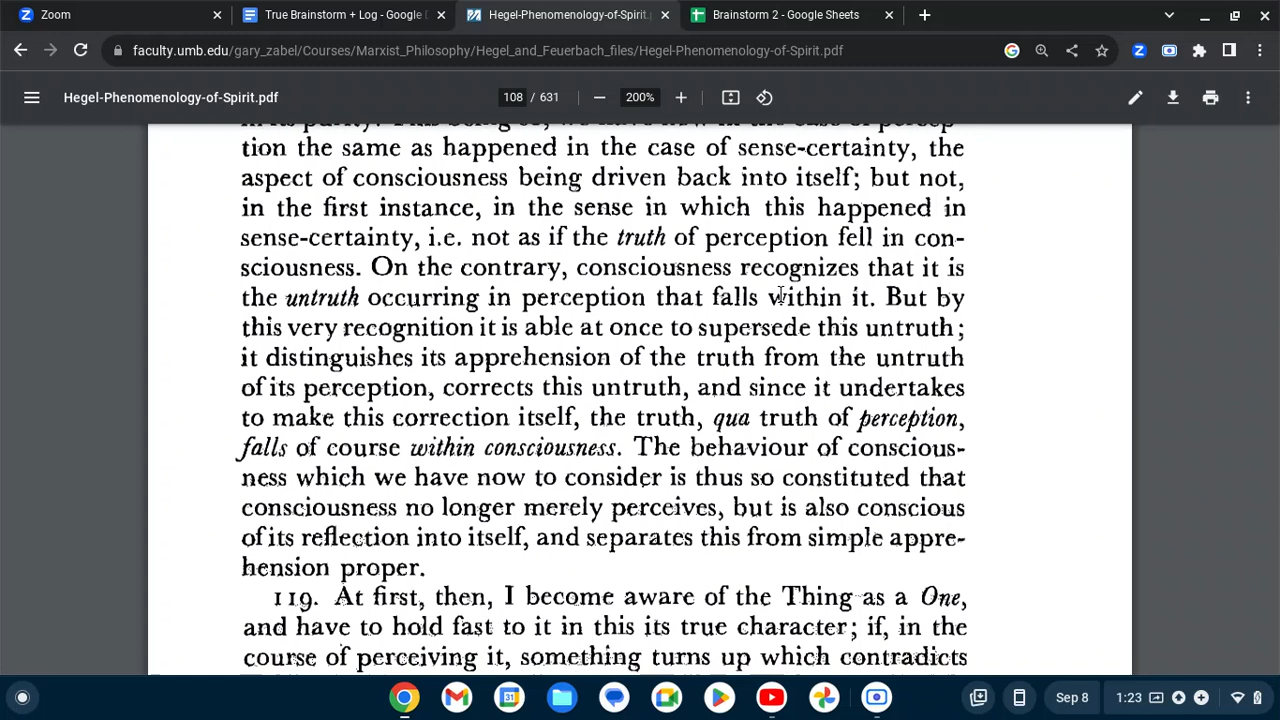 Zoom
True Brainstorm + Log - Google D
Hegel-Phenomenology-of-Spirit.p
Brainstorm 2 - Google Sheets
faculty.umb.edu/gary_zabel/Courses/Marxist_Philosophy/Hegel_and_Feuerbach_files/Hegel-Phenomenology-of-Spirit.pdf
Hegel-Phenomenology-of-Spirit.pdf
108 / 631
200%
tion the same as happened in the case of sense-certainty, the
aspect of consciousness being driven back into itself; but not,
in the first instance, in the sense in which this happened in
sense-certainty, i.e. not as if the truth of perception fell in con-
sciousness. On the contrary, consciousness recognizes that it is
the untruth occurring in perception that falls within it. But by
this very recognition it is able at once to supersede this untruth;
it distinguishes its apprehension of the truth from the untruth
of its perception, corrects this untruth, and since it undertakes
to make this correction itself, the truth, qua truth of perception,
falls of course within consciousness. The behaviour of conscious-
ness which we have now to consider is thus so constituted that
consciousness no longer merely perceives, but is also conscious
of its reflection into itself, and separates this from simple appre-
hension proper.
119. At first, then, I become aware of the Thing as a One,
and have to hold fast to it in this its true character; if, in the
course of perceiving it, something turns up which contradicts
Sep 8
1:23